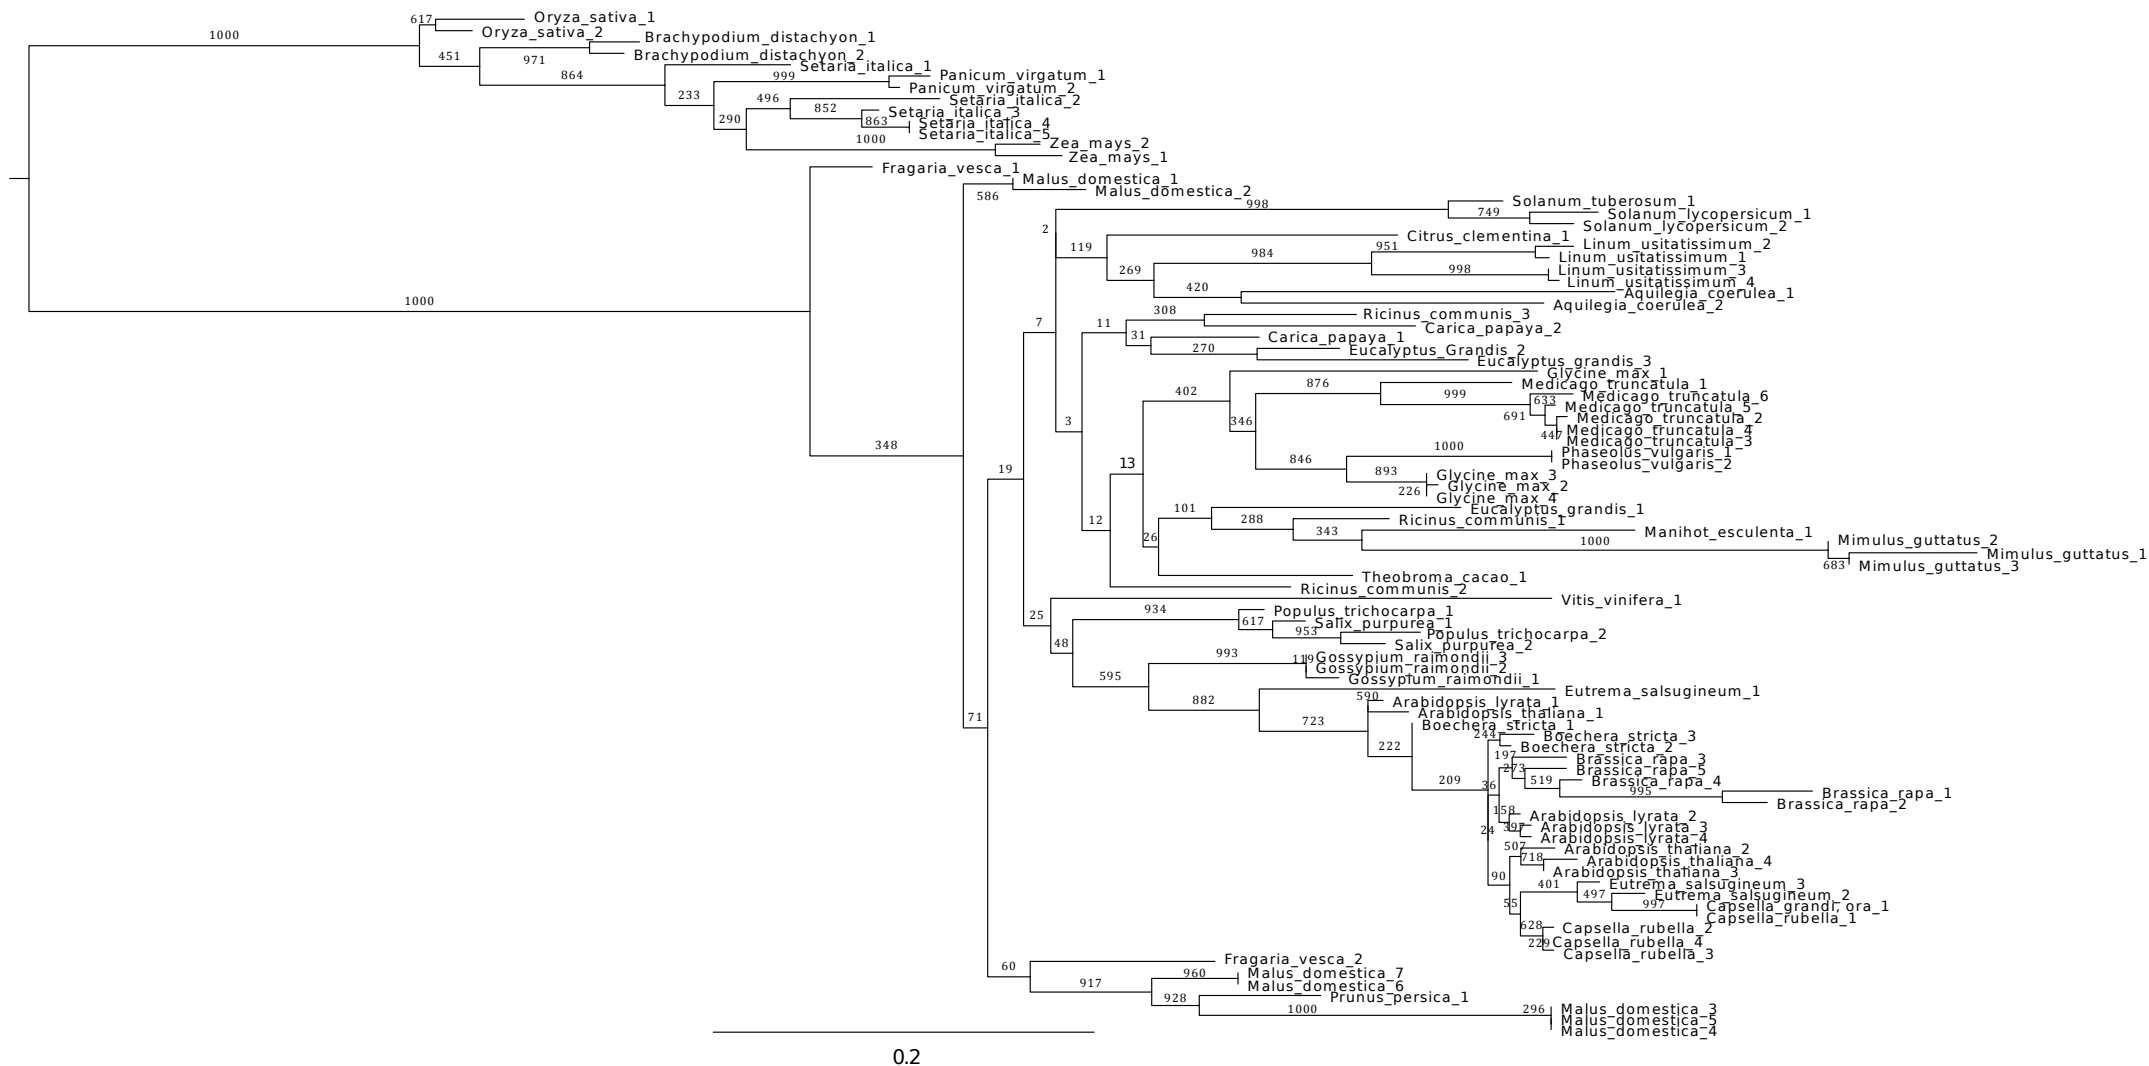 617
Oryza_sativa_1
Oryza_sativa_2
1000
451
971
Brachypodium_distachyon_1
Brachypodium_distachyon_2
864
Setaria_italica_1
999
Panicum_virgatum_1
Panicum_virgatum_2
233
496
Setaria_italica_2
852
Setaria_italica_3
290
863
Setaria_italica_4
Setaria_italica_5
1000
Zea_mays_2
Zea_mays_1
Fragaria_vesca_1
Malus_domestica_1
586
Malus_domestica_2
998
Solanum_tuberosum_1
749
Solanum_lycopersicum_1
Solanum_lycopersicum_2
2
119
Citrus_clementina_1
951
Linum_usitatissimum_2
984
Linum_usitatissimum_1
269
998
Linum_usitatissimum_3
Linum_usitatissimum_4
420
Aquilegia_coerulea_1
Aquilegia_coerulea_2
1000
7
11
308
Ricinus_communis_3
Carica_papaya_2
31
Carica_papaya_1
270
Eucalyptus_Grandis_2
Eucalyptus_grandis_3
Glycine_max_1
402
876
Medicago_truncatula_1
999
Medicago_truncatula_6
633
Medicago_truncatula_5
691
Medicago_truncatula_2
3
346
447
Medicago_truncatula_4
Medicago_truncatula_3
348
1000
Phaseolus_vulgaris_1
Phaseolus_vulgaris_2
846
13
19
893
Glycine_max_3
226
Glycine_max_2
Glycine_max_4
101
Eucalyptus_grandis_1
12
288
Ricinus_communis_1
343
Manihot_esculenta_1
26
1000
Mimulus_guttatus_2
Mimulus_guttatus_1
683
Mimulus_guttatus_3
Theobroma_cacao_1
Ricinus_communis_2
Vitis_vinifera_1
25
934
Populus_trichocarpa_1
617
Salix_purpurea_1
953
Populus_trichocarpa_2
48
Salix_purpurea_2
993
119
Gossypium_raimondii_3
Gossypium_raimondii_2
595
Gossypium_raimondii_1
882
Eutrema_salsugineum_1
590
Arabidopsis_lyrata_1
723
Arabidopsis_thaliana_1
71
Boechera_stricta_1
222
244
Boechera_stricta_3
Boechera_stricta_2
197
Brassica_rapa_3
273
Brassica_rapa_5
209
36
519
Brassica_rapa_4
995
Brassica_rapa_1
Brassica_rapa_2
158
Arabidopsis_lyrata_2
24
397
Arabidopsis_lyrata_3
Arabidopsis_lyrata_4
507
Arabidopsis_thaliana_2
718
Arabidopsis_thaliana_4
Arabidopsis_thaliana_3
90
401
Eutrema_salsugineum_3
497
Eutrema_salsugineum_2
55
997
Capsella_grandi, ora_1
Capsella_rubella_1
628
Capsella_rubella_2
229
Capsella_rubella_4
Capsella_rubella_3
60
Fragaria_vesca_2
960
Malus_domestica_7
917
Malus_domestica_6
928
Prunus_persica_1
1000
296
Malus_domestica_3
Malus_domestica_5
Malus_domestica_4
0.2